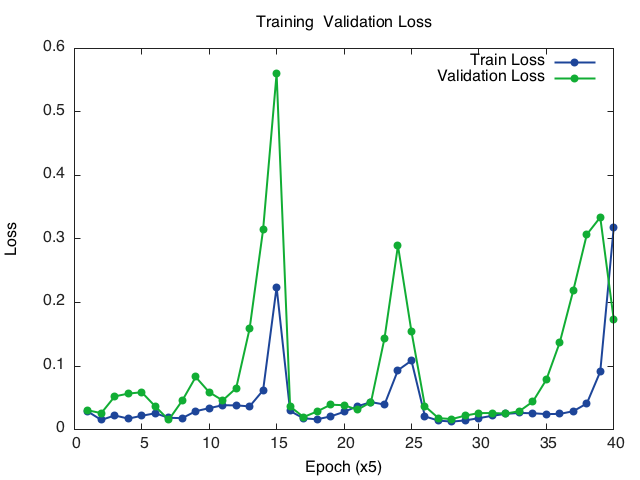 Training  Validation Loss
Train Loss
Validation Loss
0.6
0.5
0.4
0.3
0.2
0.1
0
Loss
0 5 10 15 20 25 30 35 40
Epoch (x5)